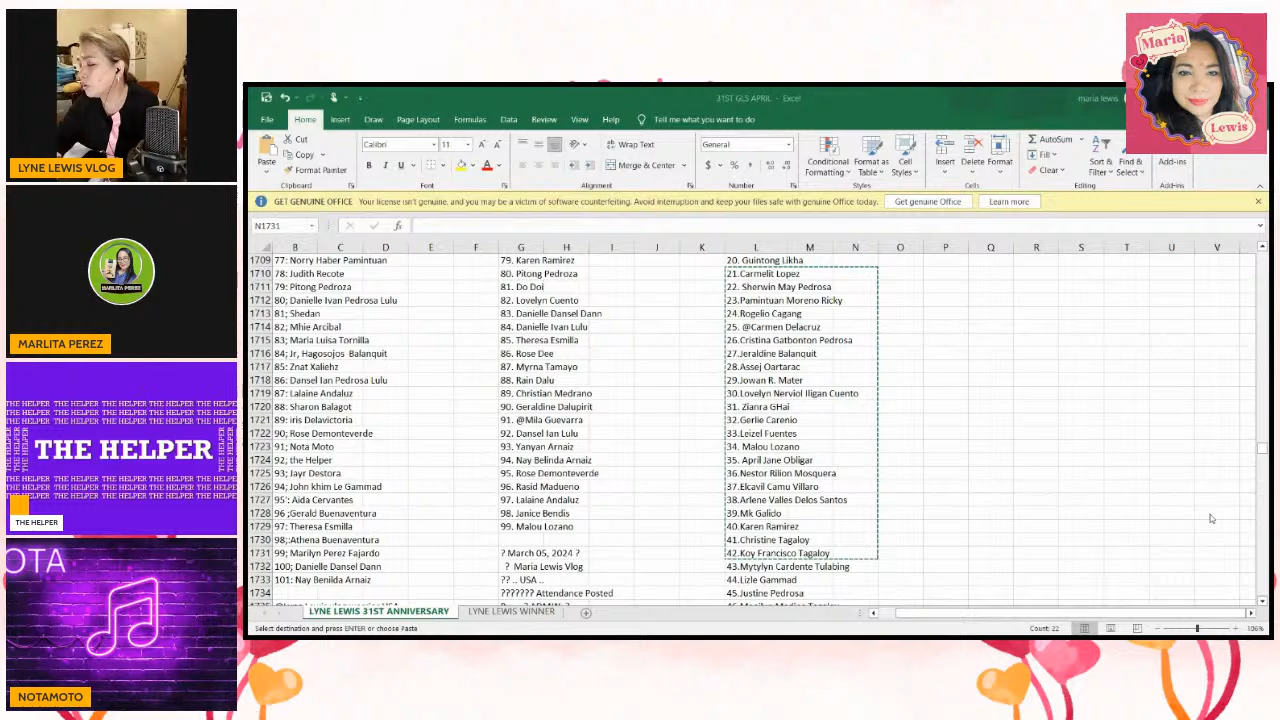 LYNE LEWIS VLOG
MARLITA PEREZ
MARLITA PEREZ
THE HELPER
THE HELPER
NOTA
NOTAMOTO
Maria
Lewis
31ST GLS APRIL - Excel
maria lewis
File Home Insert Draw Page Layout Formulas Data Review View Help Tell me what you want to do
Paste
Cut
Copy
Format Painter
Clipboard
Calibri 11
B I U
Font
Wrap Text
Merge & Center
Alignment
General
$ %
Number
Conditional Formatting
Format as Table
Cell Styles
Styles
Insert Delete Format
Cells
AutoSum
Fill
Clear
Sort & Filter
Find & Select
Editing
Add-ins
Add-ins
GET GENUINE OFFICE Your license isn't genuine, and you may be a victim of software counterfeiting. Avoid interruption and keep your files safe with genuine Office today. Get genuine Office Learn more
N1731
B C D E F G H I J K L M N O P Q R S T U V
1709 77: Norry Haber Pamintuan 79. Karen Ramirez 20. Guintong Likha
1710 78: Judith Recote 80. Pitong Pedroza 21.Carmelit Lopez
1711 79: Pitong Pedroza 81. Do Doi 22. Sherwin May Pedrosa
1712 80; Danielle Ivan Pedrosa Lulu 82. Lovelyn Cuento 23.Pamintuan Moreno Ricky
1713 81; Shedan 83. Danielle Dansel Dann 24.Rogelio Cagang
1714 82; Mhie Arcibal 84. Danielle Ivan Lulu 25. @Carmen Delacruz
1715 83; Maria Luisa Tornilla 85. Theresa Esmilla 26.Cristina Gatbonton Pedrosa
1716 84; Jr, Hagosojos Balanquit 86. Rose Dee 27.Jeraldine Balanquit
1717 85: Znat Xaliehz 87. Myrna Tamayo 28.Assej Oartarac
1718 86: Dansel Ian Pedrosa Lulu 88. Rain Dalu 29.Jowan R. Mater
1719 87: Lalaine Andaluz 89. Christian Medrano 30.Lovelyn Nerviol Iligan Cuento
1720 88: Sharon Balagot 90. Geraldine Dalupirit 31. Zianra GHai
1721 89: iris Delavictoria 91. @Mila Guevarra 32.Gerlie Carenio
1722 90; Rose Demonteverde 92. Dansel Ian Lulu 33.Leizel Fuentes
1723 91; Nota Moto 93. Yanyan Arnaiz 34. Malou Lozano
1724 92; the Helper 94. Nay Belinda Arnaiz 35. April Jane Obligar
1725 93; Jayr Destora 95. Rose Demonteverde 36.Nestor Rilion Mosquera
1726 94; John khim Le Gammad 96. Rasid Madueno 37.Elcavil Camu Villaro
1727 95': Aida Cervantes 97. Lalaine Andaluz 38.Arlene Valles Delos Santos
1728 96 ;Gerald Buenaventura 98. Janice Bendis 39.Mk Galido
1729 97: Theresa Esmilla 99. Malou Lozano 40.Karen Ramirez
1730 98;:Athena Buenaventura 41.Christine Tagaloy
1731 99; Marilyn Perez Fajardo ? March 05, 2024 ? 42.Koy Francisco Tagaloy
1732 100; Danielle Dansel Dann ? Maria Lewis Vlog 43.Mytylyn Cardente Tulabing
1733 101: Nay Benilda Arnaiz ?? .. USA .. 44.Lizle Gammad
1734 ??????? Attendance Posted 45.Justine Pedrosa
LYNE LEWIS 31ST ANNIVERSARY LYNE LEWIS WINNER
Select destination and press ENTER or choose Paste Count: 22 106%